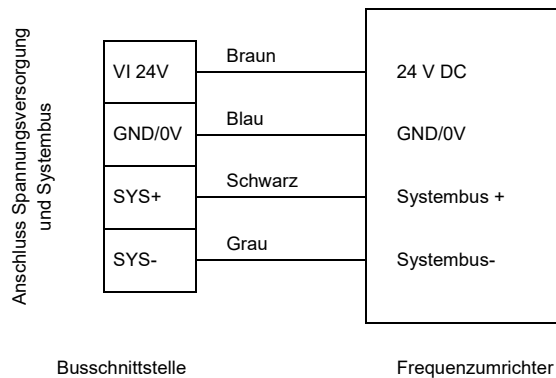 Anschluss Spannungsversorgung
und Systembus
VI 24V
Braun
24 V DC
GND/0V
Blau
GND/0V
SYS+
Schwarz
Systembus +
SYS-
Grau
Systembus-
Busschnittstelle
Frequenzumrichter